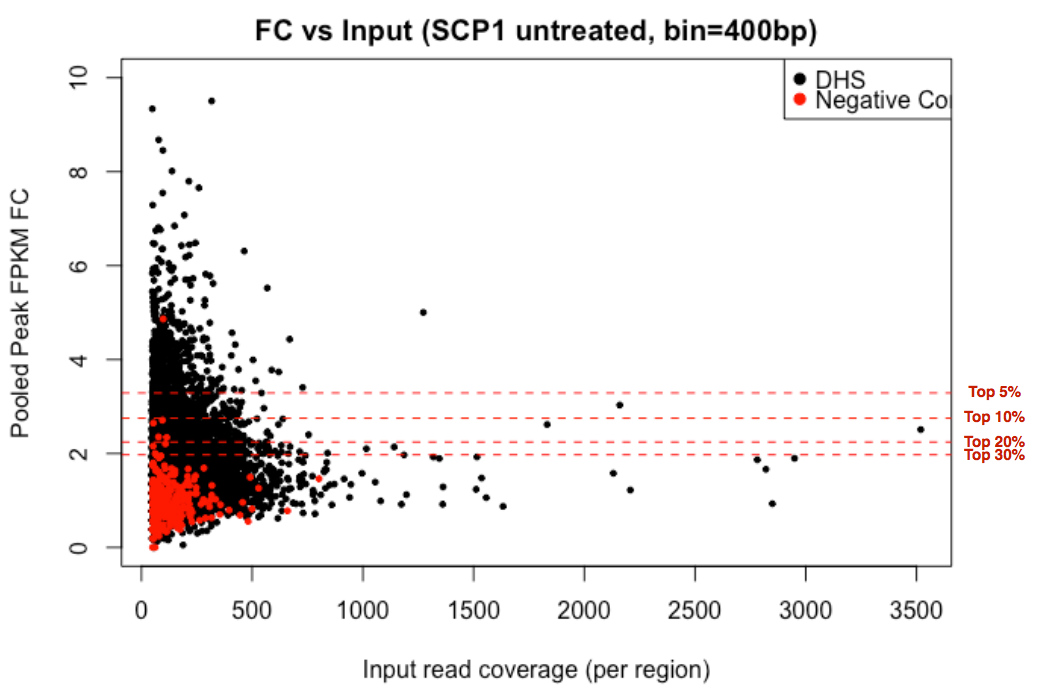 FC vs Input (SCP1 untreated, bin=400bp)
DHS
Negative Co
Pooled Peak FPKM FC
10
8
6
4
2
0
Top 5%
Top 10%
Top 20%
Top 30%
0 500 1000 1500 2000 2500 3000 3500
Input read coverage (per region)